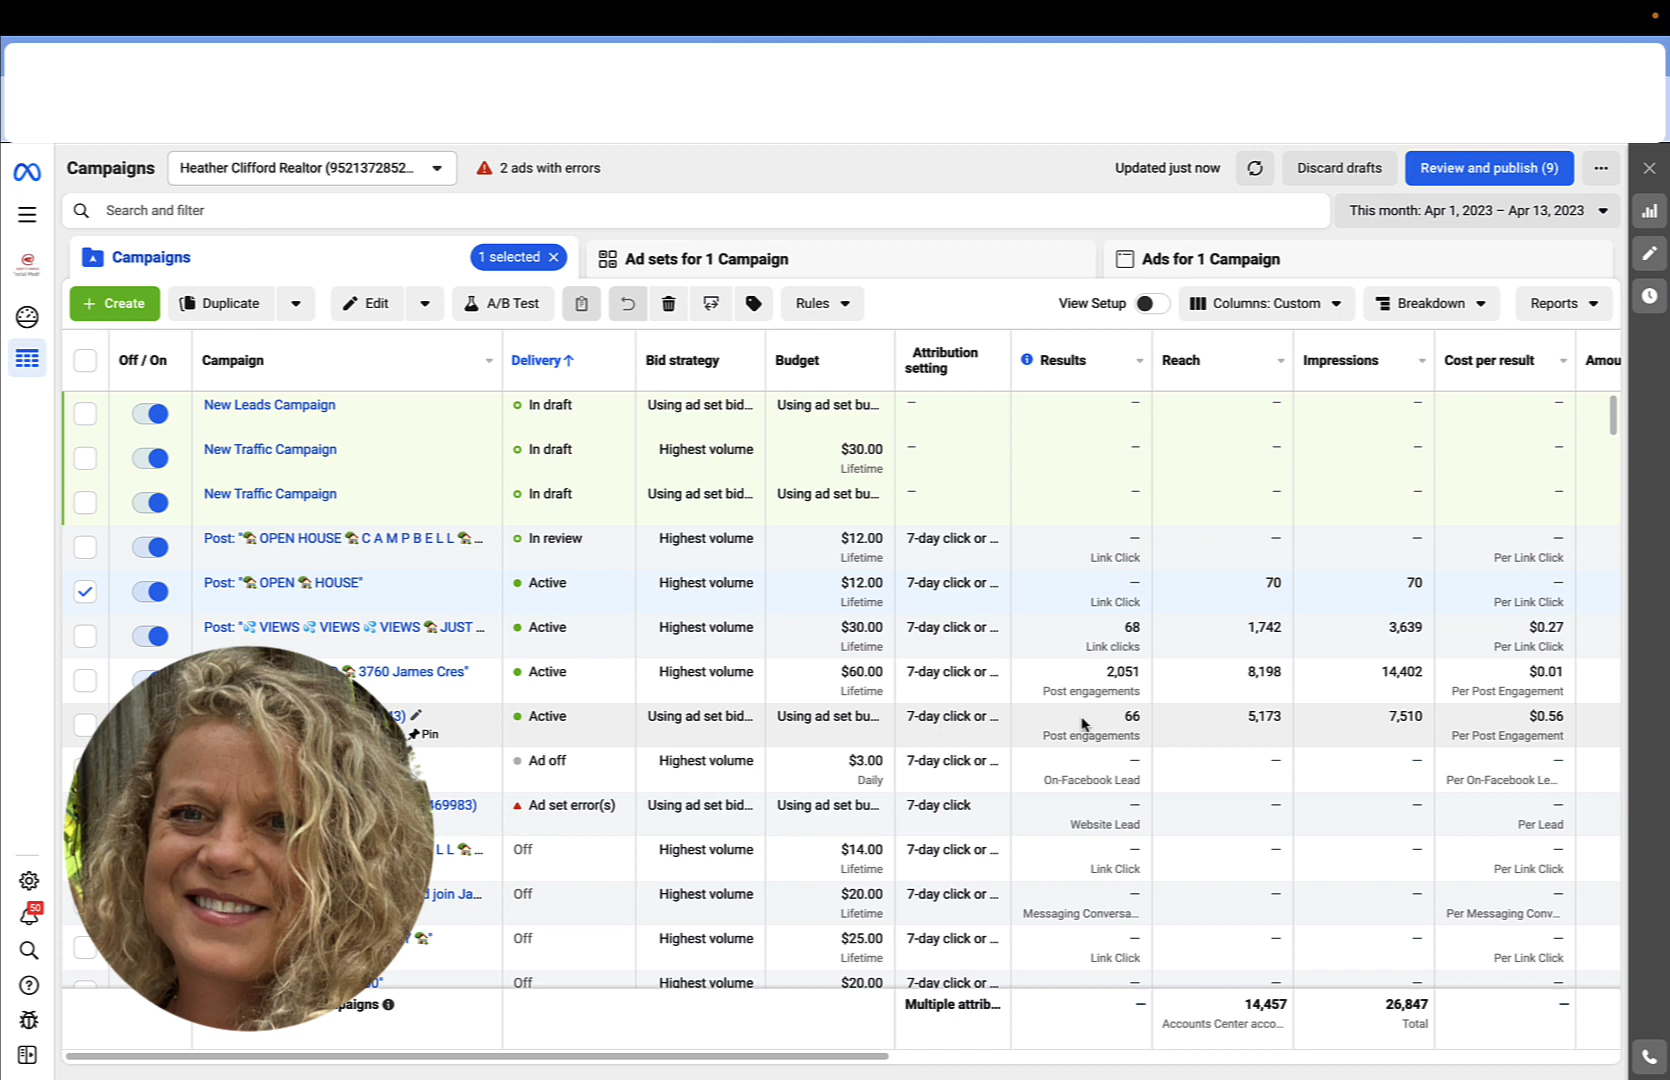 Campaigns
Heather Clifford Realtor (9521372852...
2 ads with errors
Updated just now
Discard drafts
Review and publish (9)
Search and filter
This month: Apr 1, 2023 – Apr 13, 2023
Campaigns
1 selected
Ad sets for 1 Campaign
Ads for 1 Campaign
+ Create
Duplicate
Edit
A/B Test
Rules
View Setup
Columns: Custom
Breakdown
Reports
Off / On
Campaign
Delivery ↑
Bid strategy
Budget
Attribution
setting
Results
Reach
Impressions
Cost per result
Amou
New Leads Campaign In draft Using ad set bid... Using ad set bu... — — — — —
New Traffic Campaign In draft Highest volume $30.00 — — — — —
Lifetime
New Traffic Campaign In draft Using ad set bid... Using ad set bu... — — — — —
Post: "🏡 OPEN HOUSE 🏡 C A M P B E L L 🏡 ... In review Highest volume $12.00 7-day click or ... — — — —
Lifetime Link Click Per Link Click
Post: "🏡 OPEN 🏡 HOUSE" Active Highest volume $12.00 7-day click or ... — 70 70 —
Lifetime Link Click Per Link Click
Post: "💦 VIEWS 💦 VIEWS 💦 VIEWS 🏡 JUST ... Active Highest volume $30.00 7-day click or ... 68 1,742 3,639 $0.27
Lifetime Link clicks Per Link Click
🏡 3760 James Cres" Active Highest volume $60.00 7-day click or ... 2,051 8,198 14,402 $0.01
Lifetime Post engagements Per Post Engagement
3) Active Using ad set bid... Using ad set bu... 7-day click or ... 66 5,173 7,510 $0.56
Pin Post engagements Per Post Engagement
Ad off Highest volume $3.00 7-day click or ... — — — —
Daily On-Facebook Lead Per On-Facebook Le...
469983) Ad set error(s) Using ad set bid... Using ad set bu... 7-day click — — — —
Website Lead Per Lead
L L 🏡 ... Off Highest volume $14.00 7-day click or ... — — — —
Lifetime Link Click Per Link Click
d join Ja... Off Highest volume $20.00 7-day click or ... — — — —
Lifetime Messaging Conversa... Per Messaging Conv...
🏡" Off Highest volume $25.00 7-day click or ... — — — —
Lifetime Link Click Per Link Click
Off Highest volume $20.00 7-day click or ... — — — —
paigns Multiple attrib... — 14,457 26,847 —
Accounts Center acco... Total
50